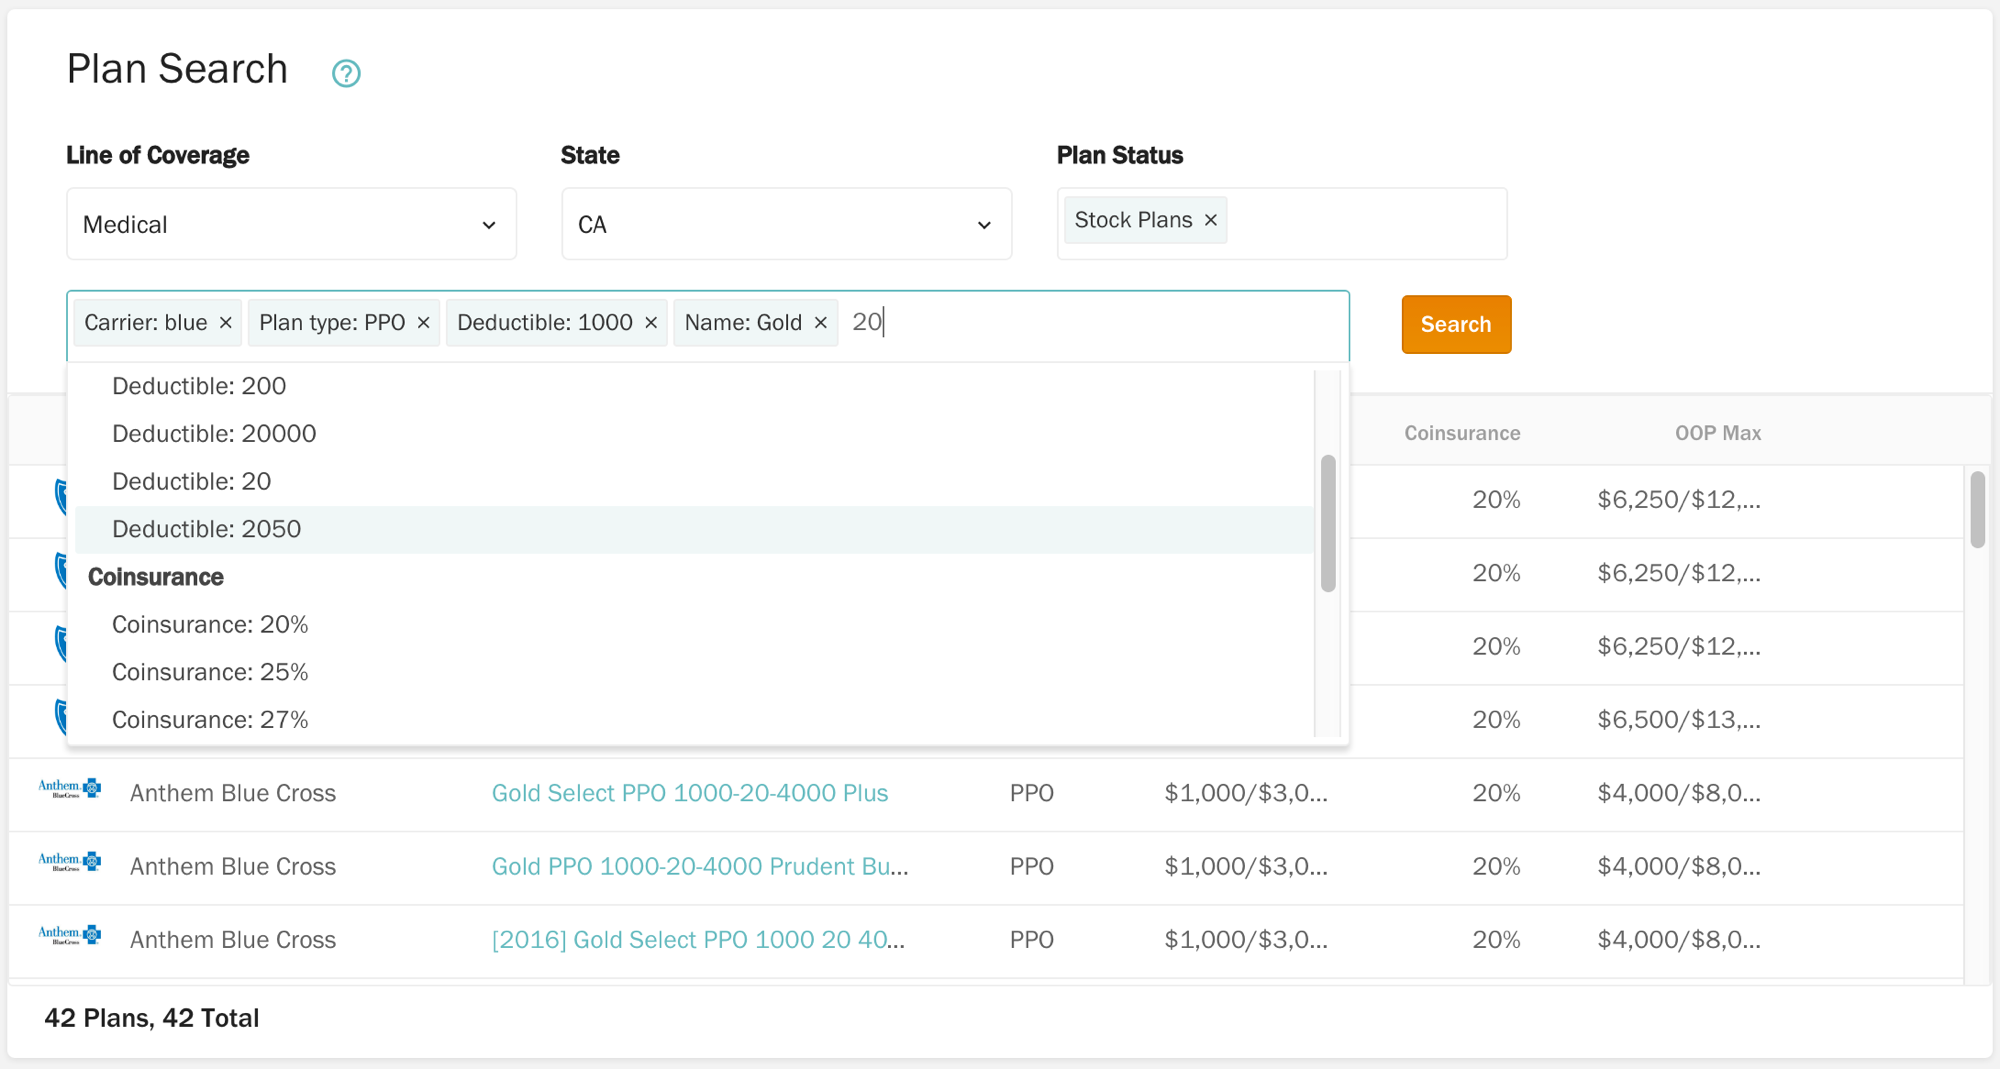 Plan Search ?
Line of Coverage State Plan Status
Medical CA Stock Plans ×
Carrier: blue × Plan type: PPO × Deductible: 1000 × Name: Gold × 20 Search
Deductible: 200
Deductible: 20000
Coinsurance OOP Max
Deductible: 20
20% $6,250/$12,...
Deductible: 2050
Coinsurance
20% $6,250/$12,...
Coinsurance: 20%
20% $6,250/$12,...
Coinsurance: 25%
Coinsurance: 27%
20% $6,500/$13,...
Anthem. BlueCross Anthem Blue Cross Gold Select PPO 1000-20-4000 Plus PPO $1,000/$3,0... 20% $4,000/$8,0...
Anthem. BlueCross Anthem Blue Cross Gold PPO 1000-20-4000 Prudent Bu... PPO $1,000/$3,0... 20% $4,000/$8,0...
Anthem. BlueCross Anthem Blue Cross [2016] Gold Select PPO 1000 20 40... PPO $1,000/$3,0... 20% $4,000/$8,0...
42 Plans, 42 Total